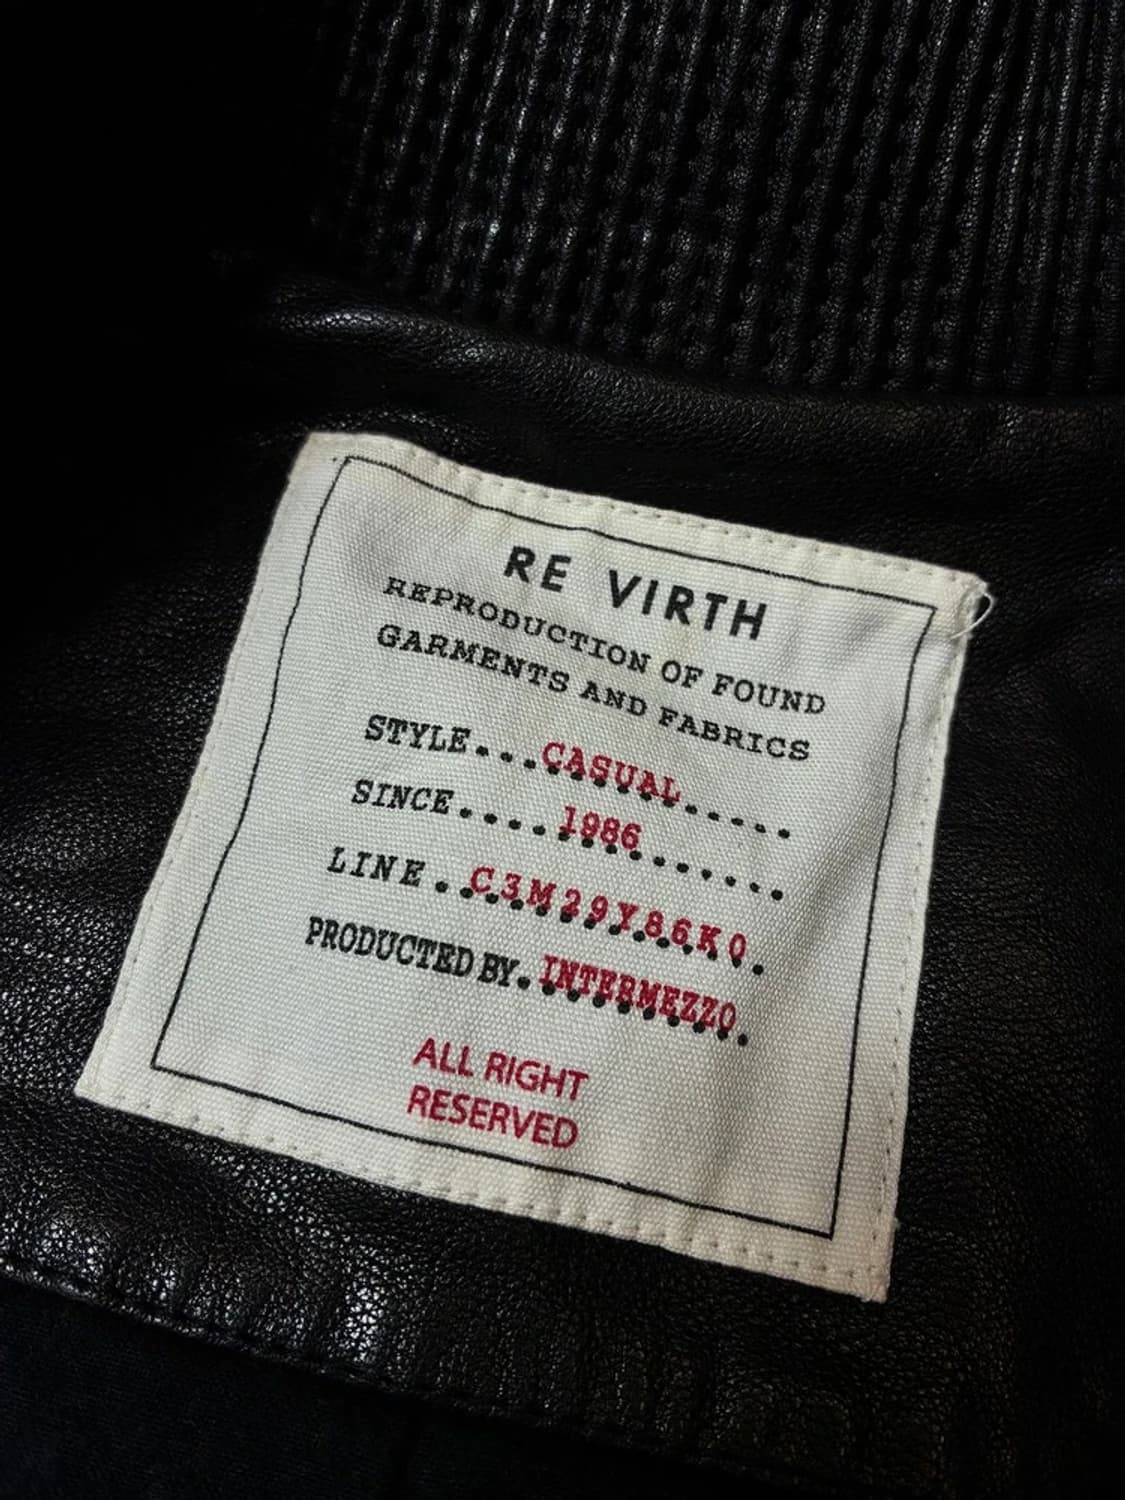 RE VIRTH
REPRODUCTION OF FOUND
GARMENTS AND FABRICS
STYLE...CASUAL.....
SINCE....1986.......
LINE..C3M29Y86K0.
PRODUCTED BY.INTERMEZZO.
ALL RIGHT
RESERVED